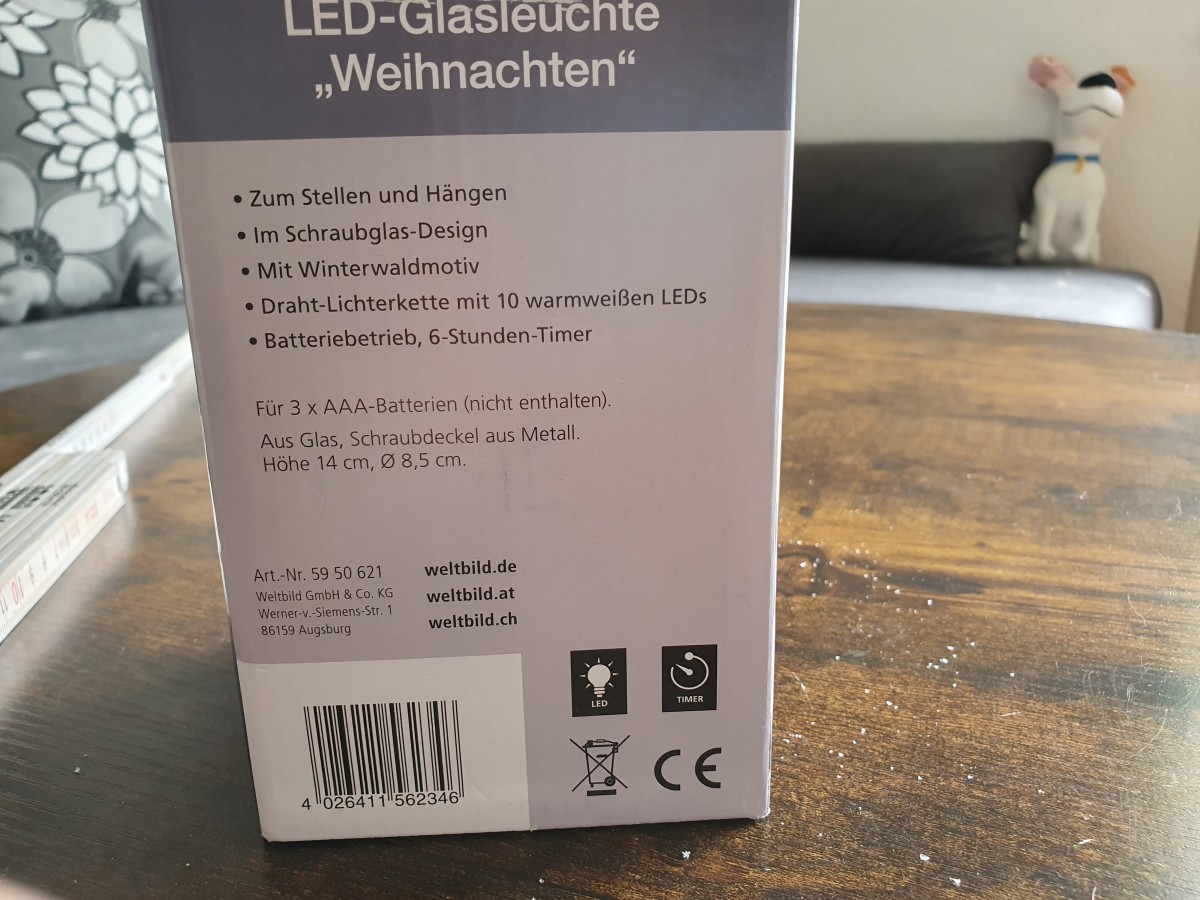 LED-Glasleuchte
„Weihnachten“
• Zum Stellen und Hängen
• Im Schraubglas-Design
• Mit Winterwaldmotiv
• Draht-Lichterkette mit 10 warmweißen LEDs
• Batteriebetrieb, 6-Stunden-Timer
Für 3 x AAA-Batterien (nicht enthalten).
Aus Glas, Schraubdeckel aus Metall.
Höhe 14 cm, Ø 8,5 cm.
Art.-Nr. 59 50 621
Weltbild GmbH & Co. KG
Werner-v.-Siemens-Str. 1
86159 Augsburg
weltbild.de
weltbild.at
weltbild.ch
LED
TIMER
CE
4 026411 562346